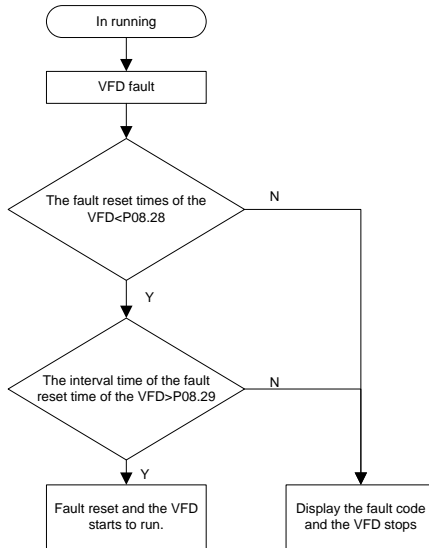 In running
VFD fault
The fault reset times of the
VFD<P08.28
N
Y
The interval time of the fault
reset time of the VFD>P08.29
N
Y
Fault reset and the VFD
starts to run.
Display the fault code
and the VFD stops